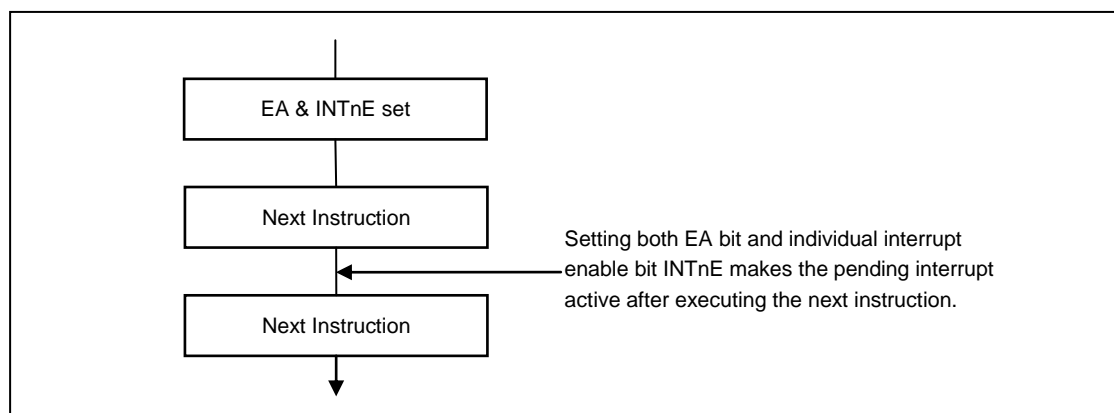 EA & INTnE set
Next Instruction
Setting both EA bit and individual interrupt
enable bit INTnE makes the pending interrupt
active after executing the next instruction.
Next Instruction